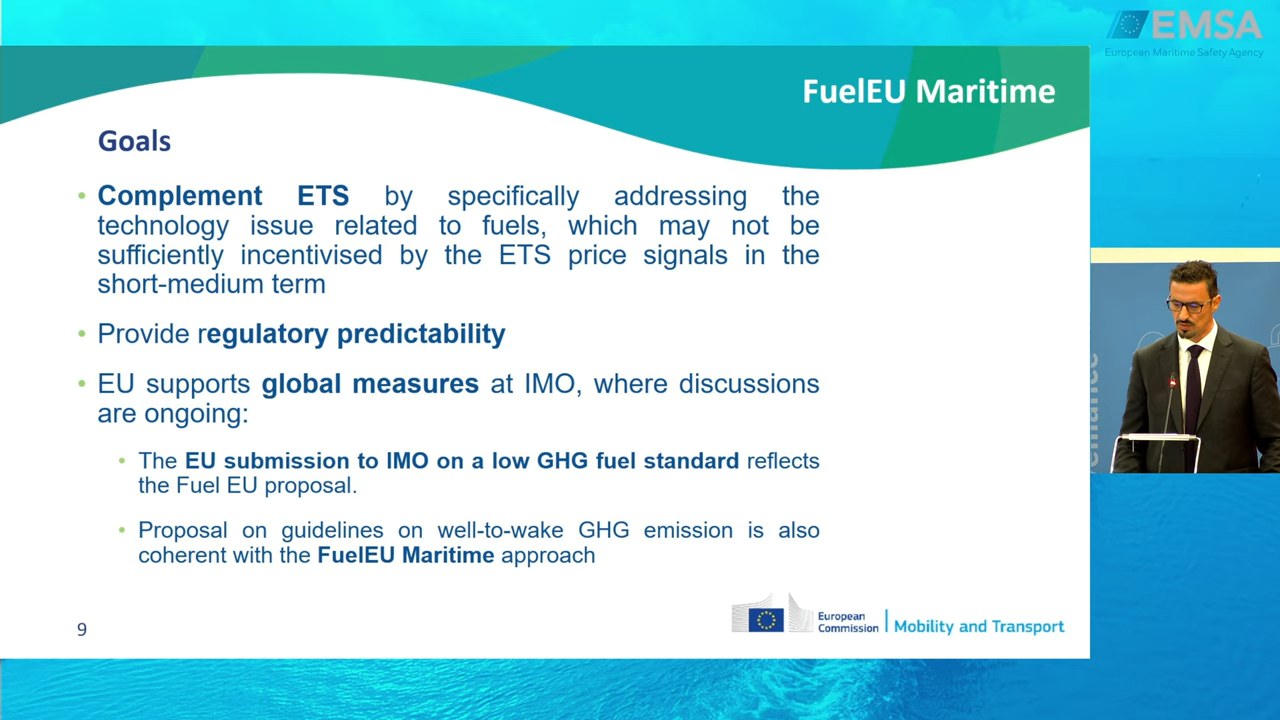 EMSA
European Maritime Safety Agency
FuelEU Maritime
Goals
• Complement ETS by specifically addressing the
technology issue related to fuels, which may not be
sufficiently incentivised by the ETS price signals in the
short-medium term
• Provide regulatory predictability
• EU supports global measures at IMO, where discussions
are ongoing:
• The EU submission to IMO on a low GHG fuel standard reflects
the Fuel EU proposal.
• Proposal on guidelines on well-to-wake GHG emission is also
coherent with the FuelEU Maritime approach
9
European
Commission
Mobility and Transport